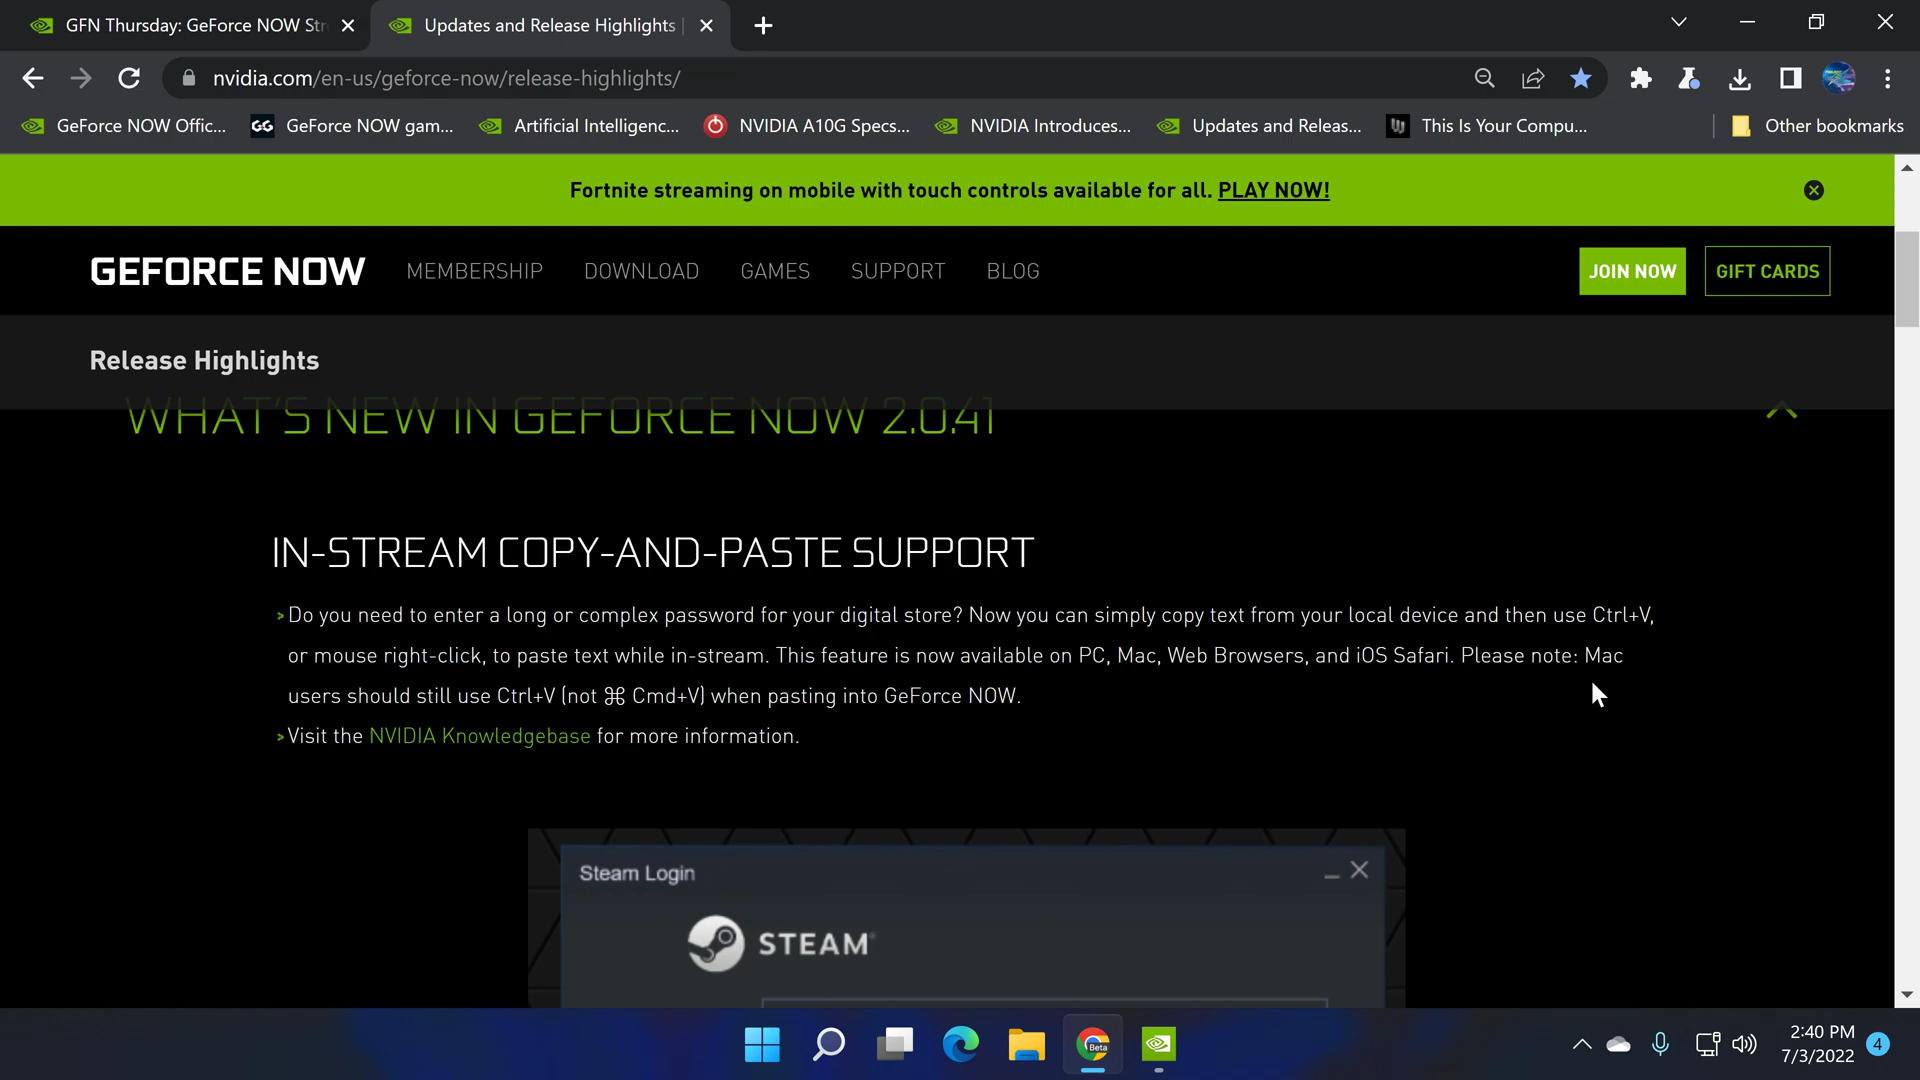 GFN Thursday: GeForce NOW Str
Updates and Release Highlights |
nvidia.com/en-us/geforce-now/release-highlights/
GeForce NOW Offic...
GeForce NOW gam...
Artificial Intelligenc...
NVIDIA A10G Specs...
NVIDIA Introduces...
Updates and Releas...
This Is Your Compu...
Other bookmarks
Fortnite streaming on mobile with touch controls available for all. PLAY NOW!
GEFORCE NOW
MEMBERSHIP
DOWNLOAD
GAMES
SUPPORT
BLOG
JOIN NOW
GIFT CARDS
Release Highlights
WHAT'S NEW IN GEFORCE NOW 2.0.41
IN-STREAM COPY-AND-PASTE SUPPORT
Do you need to enter a long or complex password for your digital store? Now you can simply copy text from your local device and then use Ctrl+V,
or mouse right-click, to paste text while in-stream. This feature is now available on PC, Mac, Web Browsers, and iOS Safari. Please note: Mac
users should still use Ctrl+V (not ⌘ Cmd+V) when pasting into GeForce NOW.
Visit the NVIDIA Knowledgebase for more information.
Steam Login
STEAM®
Beta
2:40 PM
7/3/2022
4